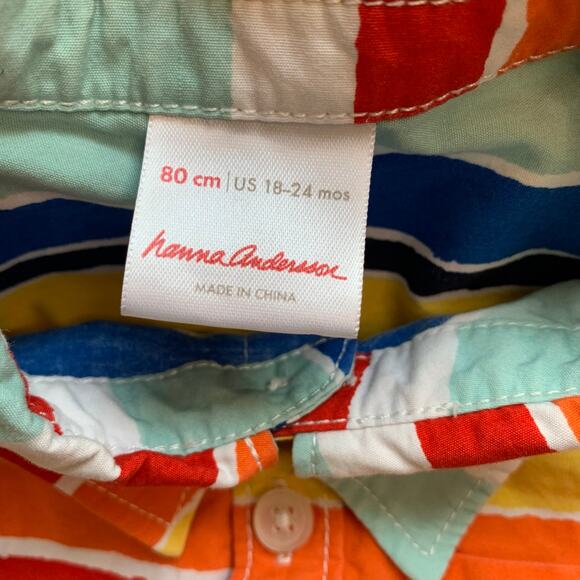 80 cm | US 18-24 mos
hanna Andersson
MADE IN CHINA